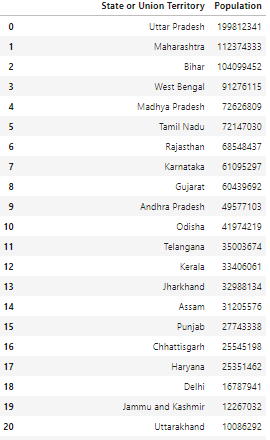 State or Union Territory Population
0 Uttar Pradesh 199812341
1 Maharashtra 112374333
2 Bihar 104099452
3 West Bengal 91276115
4 Madhya Pradesh 72626809
5 Tamil Nadu 72147030
6 Rajasthan 68548437
7 Karnataka 61095297
8 Gujarat 60439692
9 Andhra Pradesh 49577103
10 Odisha 41974219
11 Telangana 35003674
12 Kerala 33406061
13 Jharkhand 32988134
14 Assam 31205576
15 Punjab 27743338
16 Chhattisgarh 25545198
17 Haryana 25351462
18 Delhi 16787941
19 Jammu and Kashmir 12267032
20 Uttarakhand 10086292